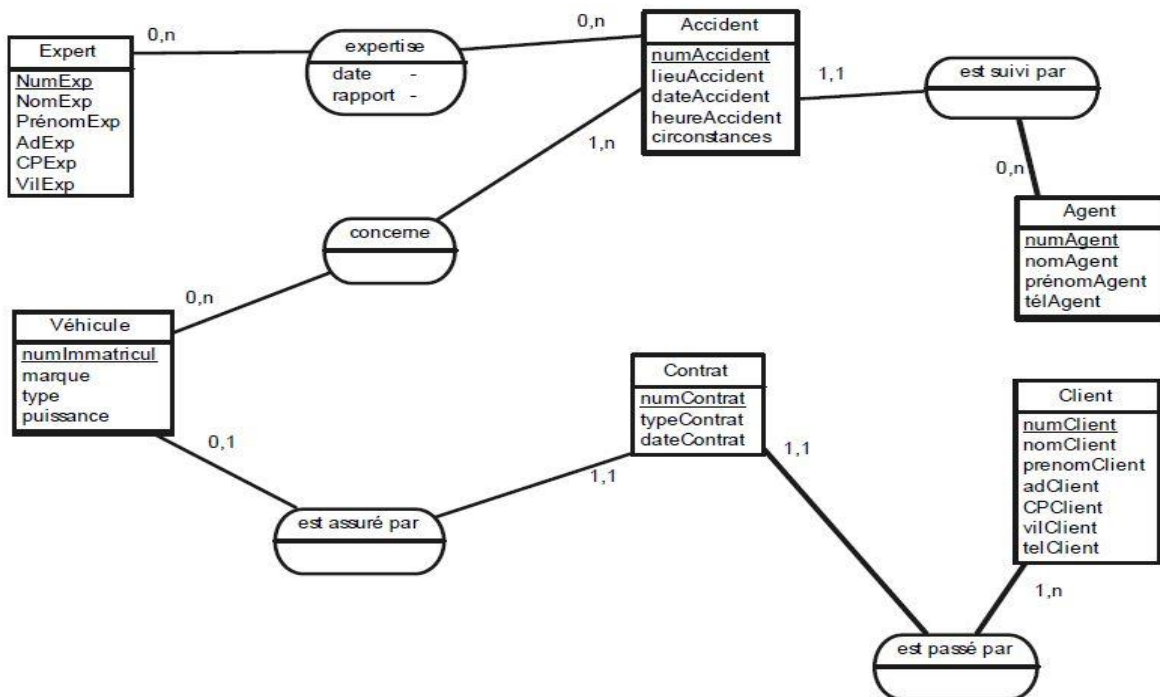 0,n
expertise
date -
rapport -
0,n
Expert
NumExp
NomExp
PrénomExp
AdExp
CPExp
VilExp
Accident
numAccident
lieuAccident
dateAccident
heureAccident
circonstances
1,1
est suivi par
0,n
Agent
numAgent
nomAgent
prénomAgent
télAgent
1,n
concerne
0,n
Véhicule
numImmatricul
marque
type
puissance
0,1
est assuré par
1,1
Contrat
numContrat
typeContrat
dateContrat
1,1
Client
numClient
nomClient
prenomClient
adClient
CPClient
vilClient
telClient
1,n
est passé par